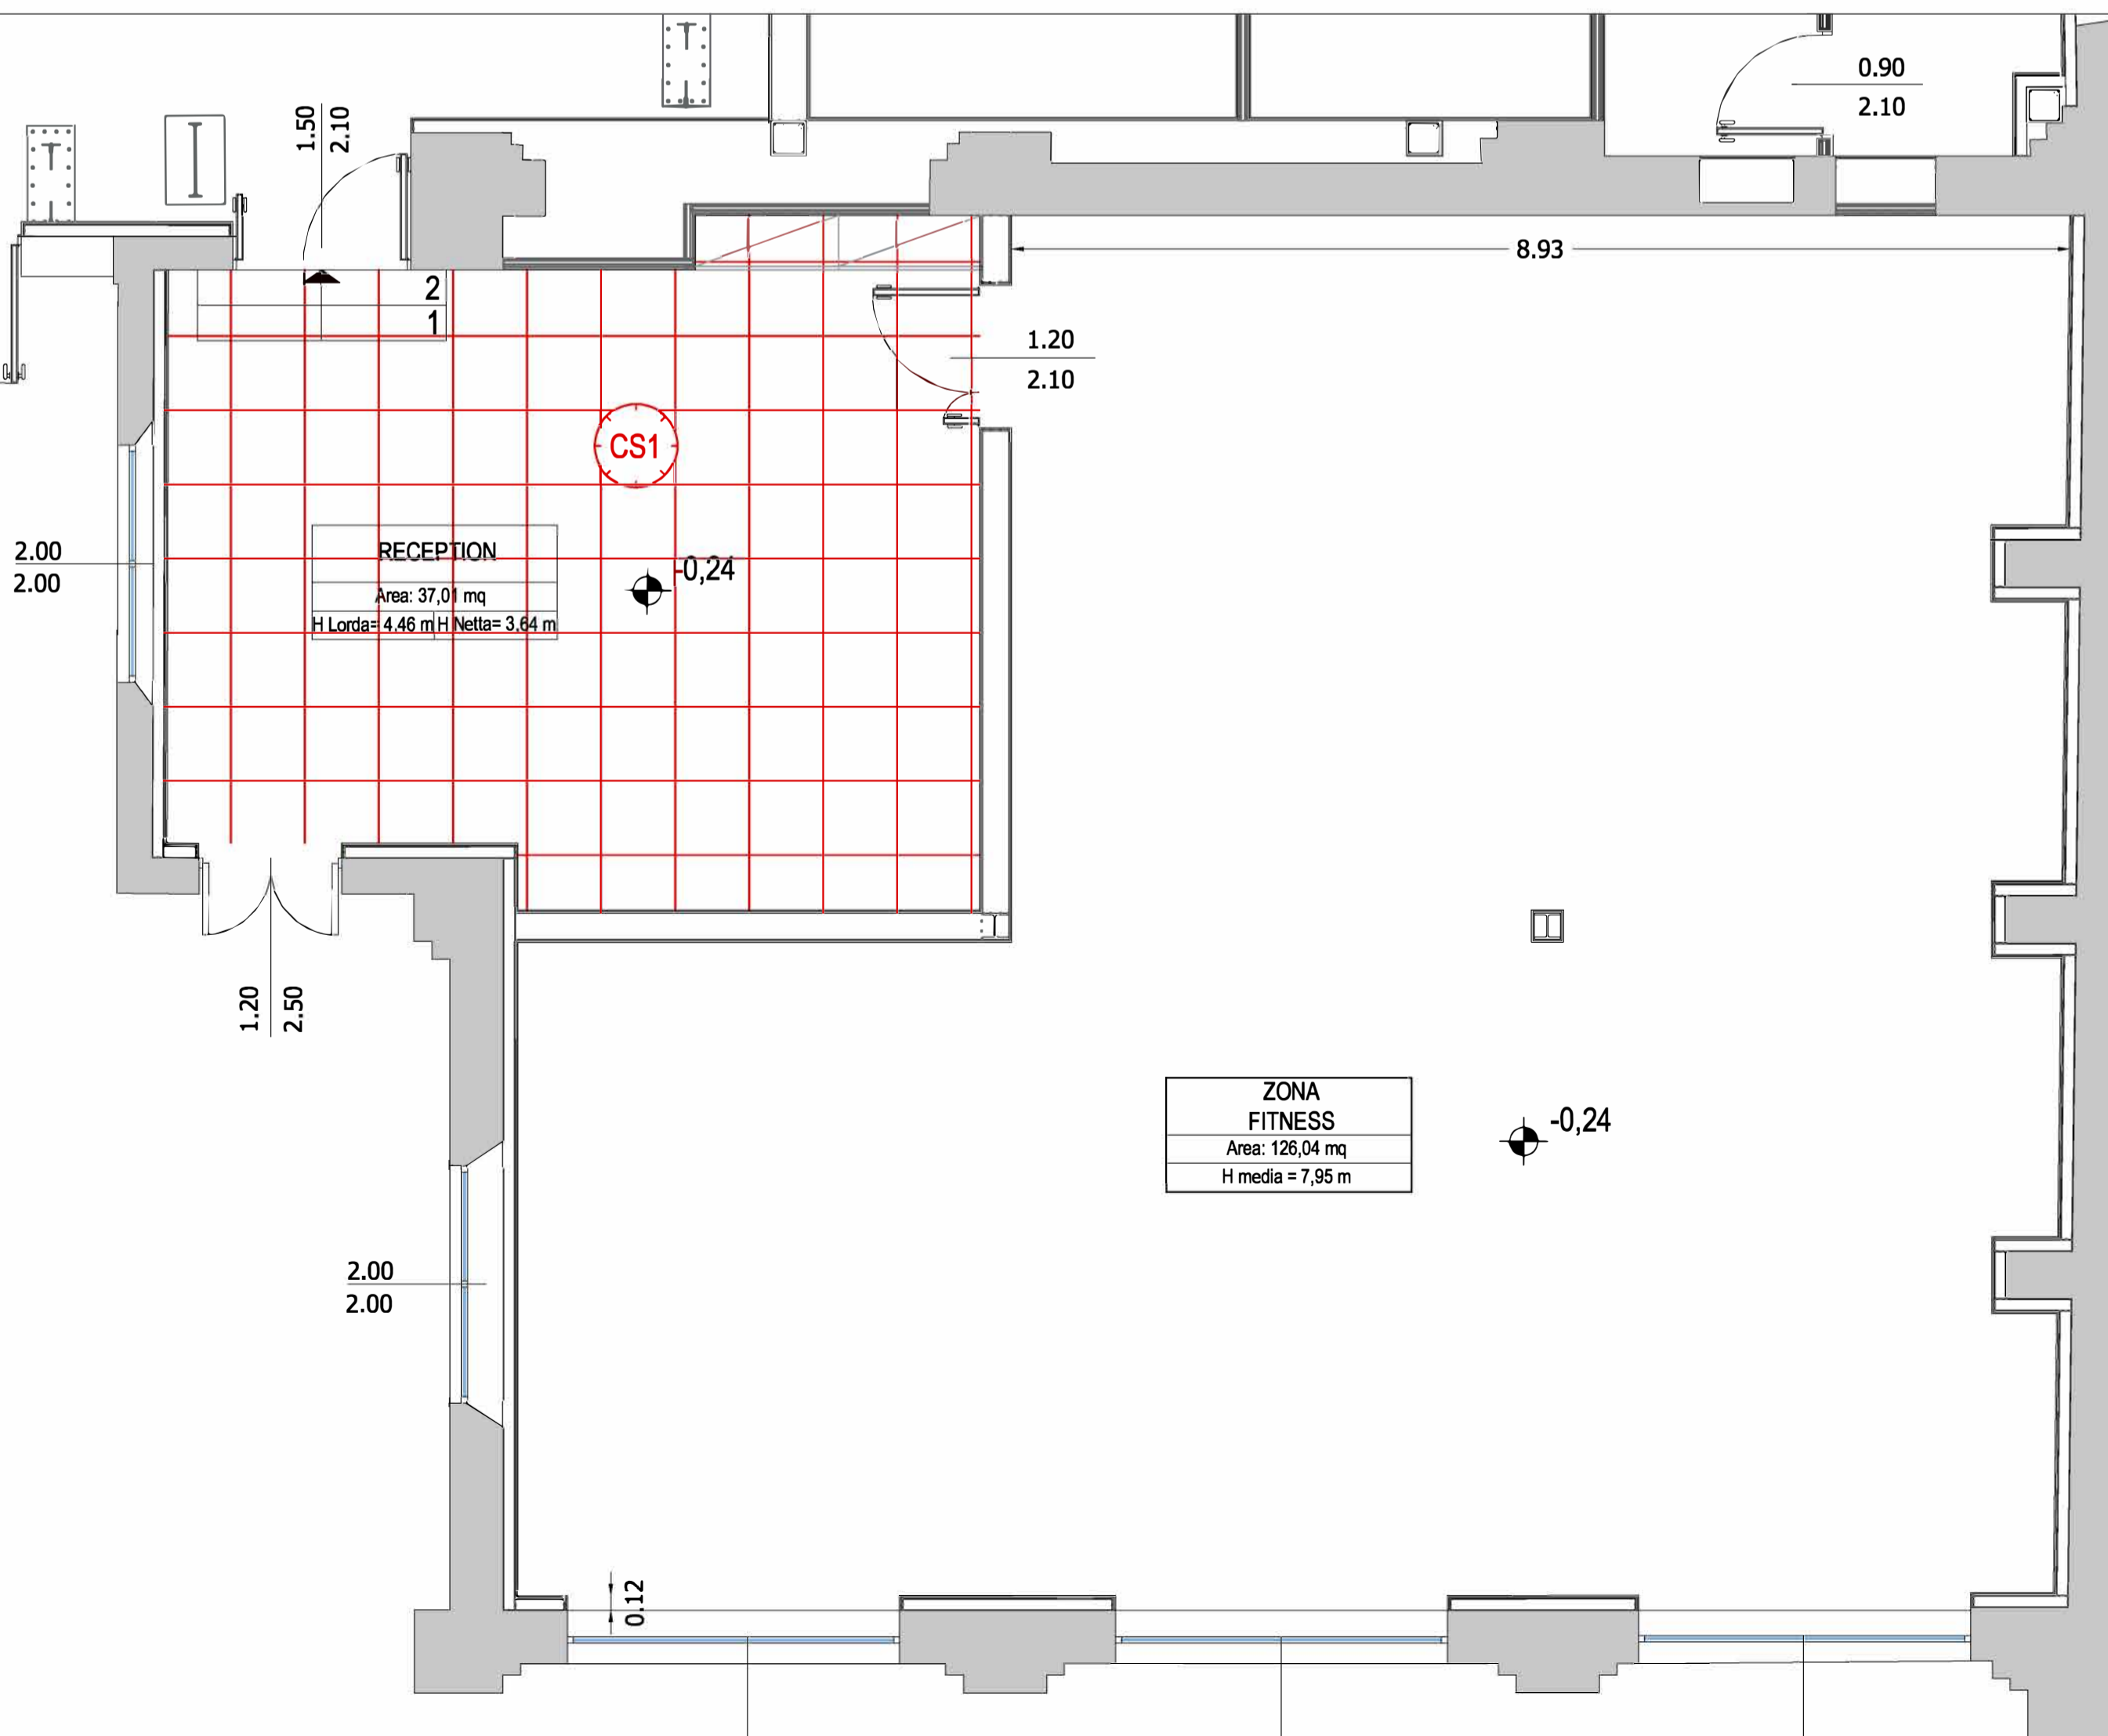 0.90
2.10
1.50
2.10
8.93
2
1
1.20
2.10
CS1
2.00
2.00
RECEPTION
Area: 37,01 mq
H Lorda= 4,46 m H Netta= 3,64 m
-0,24
1.20
2.50
ZONA
FITNESS
Area: 126,04 mq
H media = 7,95 m
-0,24
2.00
2.00
0.12